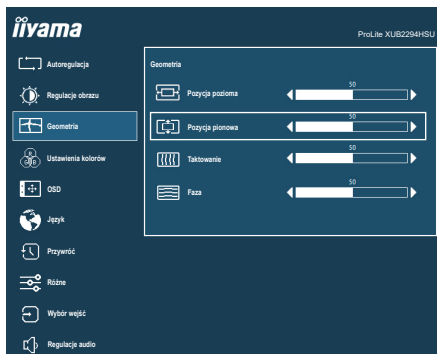 iiyama
ProLite XUB2294HSU
Autoregulacja
Regulacje obrazu
Geometria
Ustawienia kolorów
OSD
Język
Przywróć
Różne
Wybór wejść
Regulacje audio
Geometria
Pozycja pozioma
50
Pozycja pionowa
50
Taktowanie
50
Faza
50